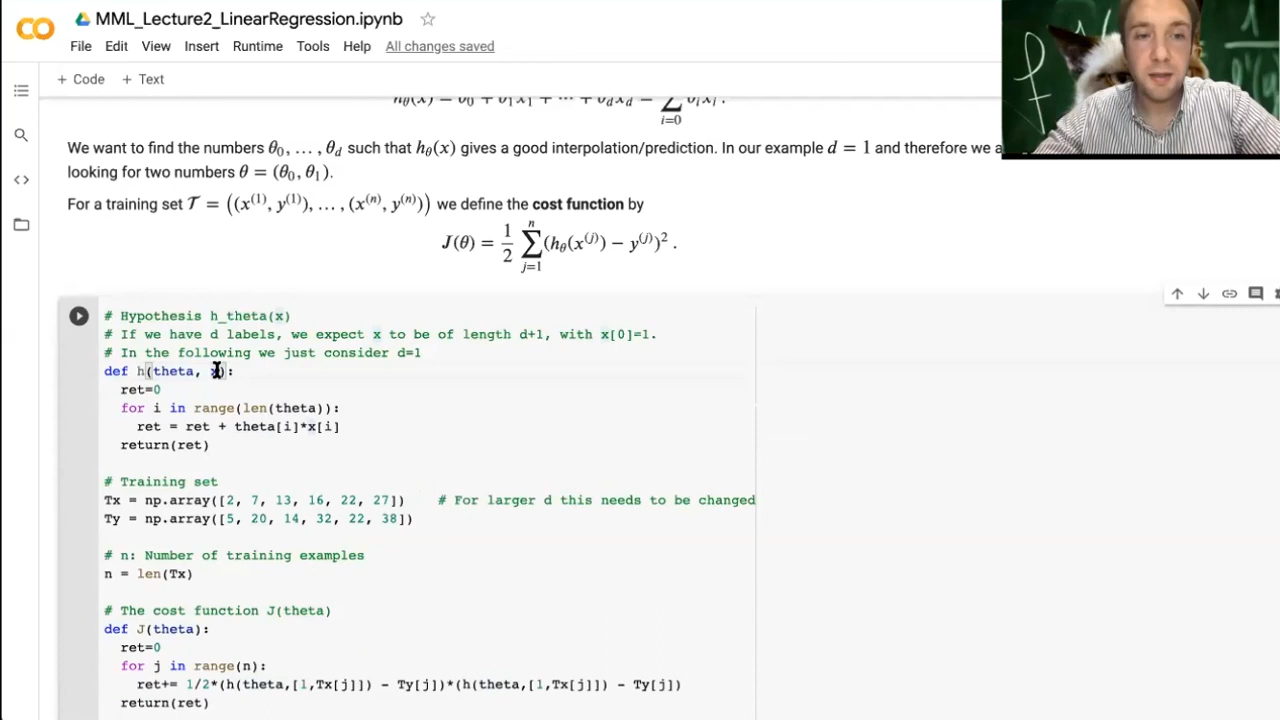 MML_Lecture2_LinearRegression.ipynb
File Edit View Insert Runtime Tools Help All changes saved
+ Code + Text
We want to find the numbers θ₀, … , θ_d such that h_θ(x) gives a good interpolation/prediction. In our example d = 1 and therefore we a
looking for two numbers θ = (θ₀, θ₁).
For a training set 𝒯 = ((x⁽¹⁾, y⁽¹⁾), … , (x⁽ⁿ⁾, y⁽ⁿ⁾)) we define the cost function by
J(θ) = 1/2 ∑_{j=1}^{n} (h_θ(x⁽ʲ⁾) − y⁽ʲ⁾)² .
# Hypothesis h_theta(x)
# If we have d labels, we expect x to be of length d+1, with x[0]=1.
# In the following we just consider d=1
def h(theta, x):
ret=0
for i in range(len(theta)):
ret = ret + theta[i]*x[i]
return(ret)
# Training set
Tx = np.array([2, 7, 13, 16, 22, 27]) # For larger d this needs to be changed
Ty = np.array([5, 20, 14, 32, 22, 38])
# n: Number of training examples
n = len(Tx)
# The cost function J(theta)
def J(theta):
ret=0
for j in range(n):
ret+= 1/2*(h(theta,[1,Tx[j]]) - Ty[j])*(h(theta,[1,Tx[j]]) - Ty[j])
return(ret)